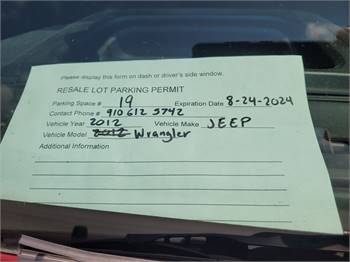 Please display this form on dash or driver's side window.
RESALE LOT PARKING PERMIT
Parking Space # 19 Expiration Date 8-24-2024
Contact Phone # 910 612 5742
Vehicle Year 2012 Vehicle Make JEEP
Vehicle Model 2012 Wrangler
Additional Information